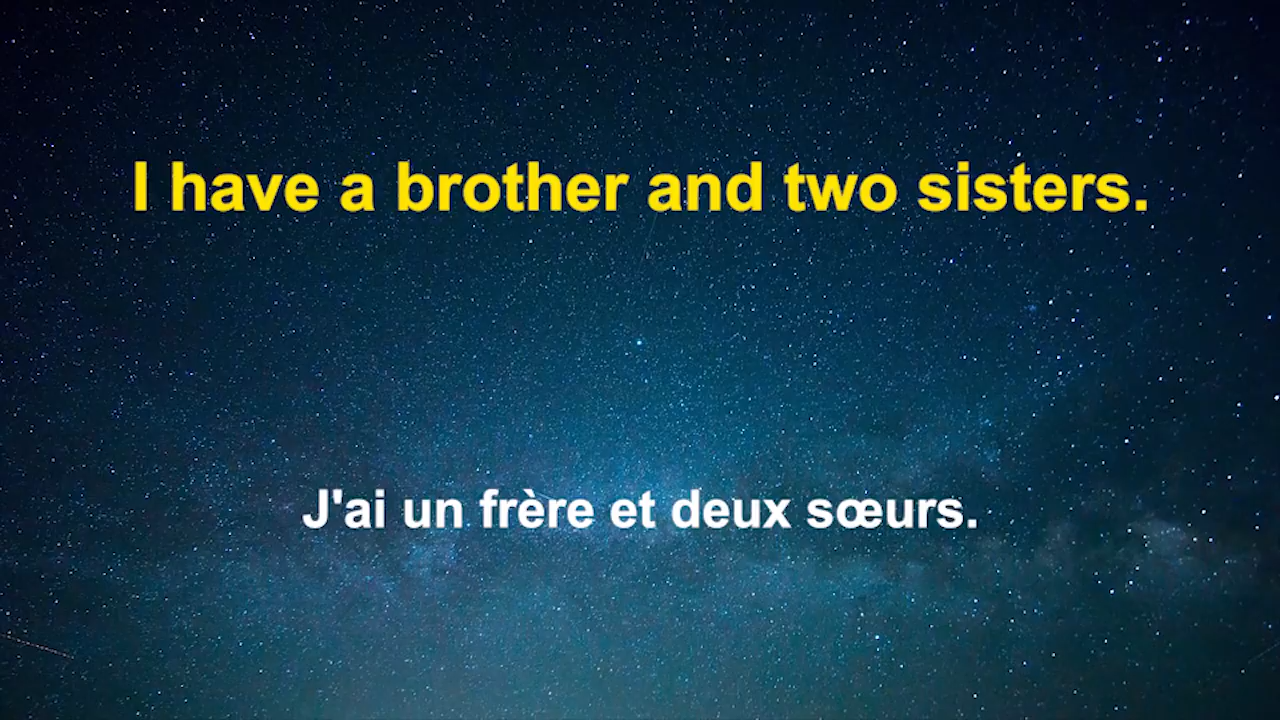 I have a brother and two sisters.
J'ai un frère et deux sœurs.